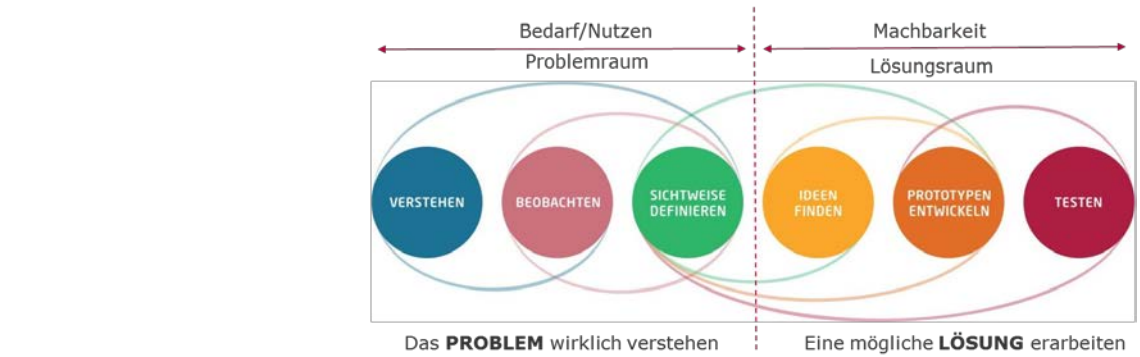 Bedarf/Nutzen
Machbarkeit
Problemraum
Lösungsraum
VERSTEHEN
BEOBACHTEN
SICHTWEISE
DEFINIEREN
IDEEN
FINDEN
PROTOTYPEN
ENTWICKELN
TESTEN
Das PROBLEM wirklich verstehen
Eine mögliche LÖSUNG erarbeiten